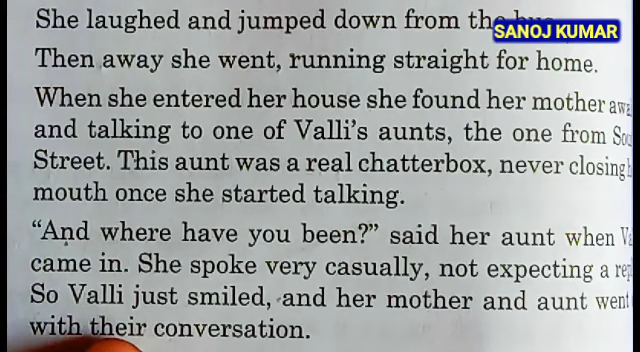 She laughed and jumped down from the
SANOJ KUMAR
Then away she went, running straight for home.
When she entered her house she found her mother
and talking to one of Valli's aunts, the one from
Street. This aunt was a real chatterbox, never closing
mouth once she started talking.
"And where have you been?" said her aunt when
came in. She spoke very casually, not expecting a
So Valli just smiled, and her mother and aunt went
with their conversation.